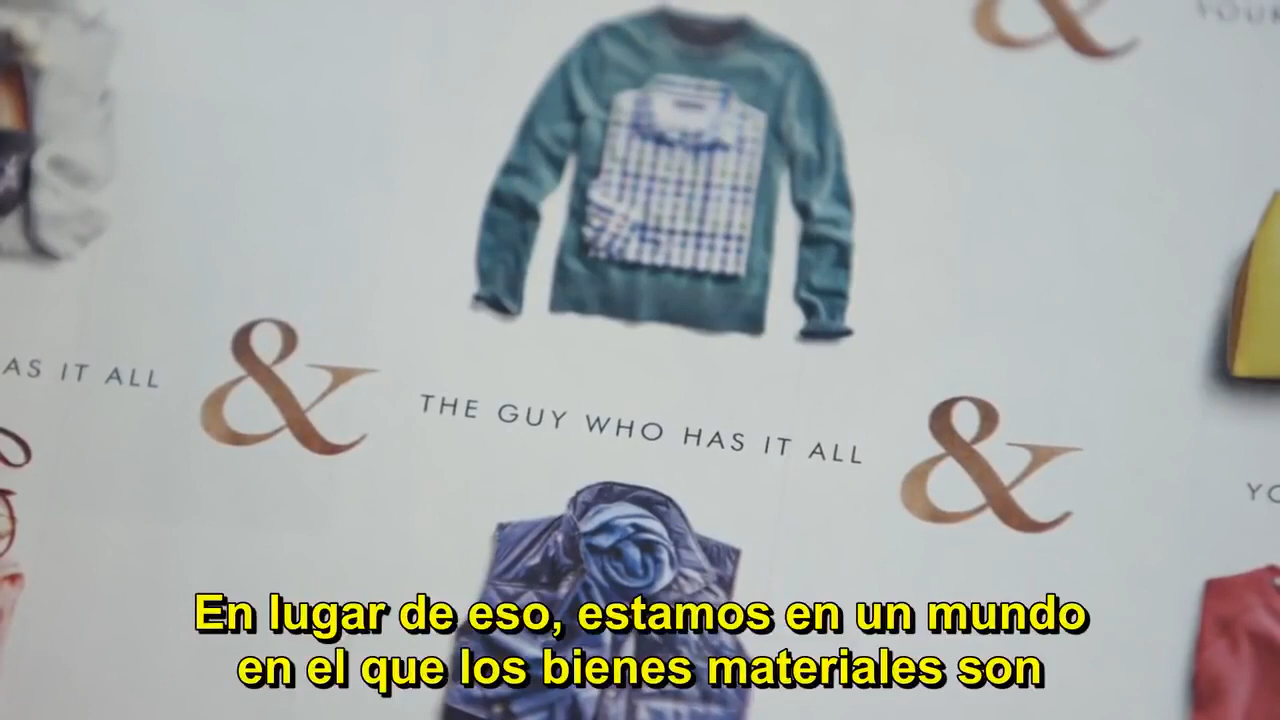 &
AS IT ALL
&
THE GUY WHO HAS IT ALL
&
En lugar de eso, estamos en un mundo
en el que los bienes materiales son